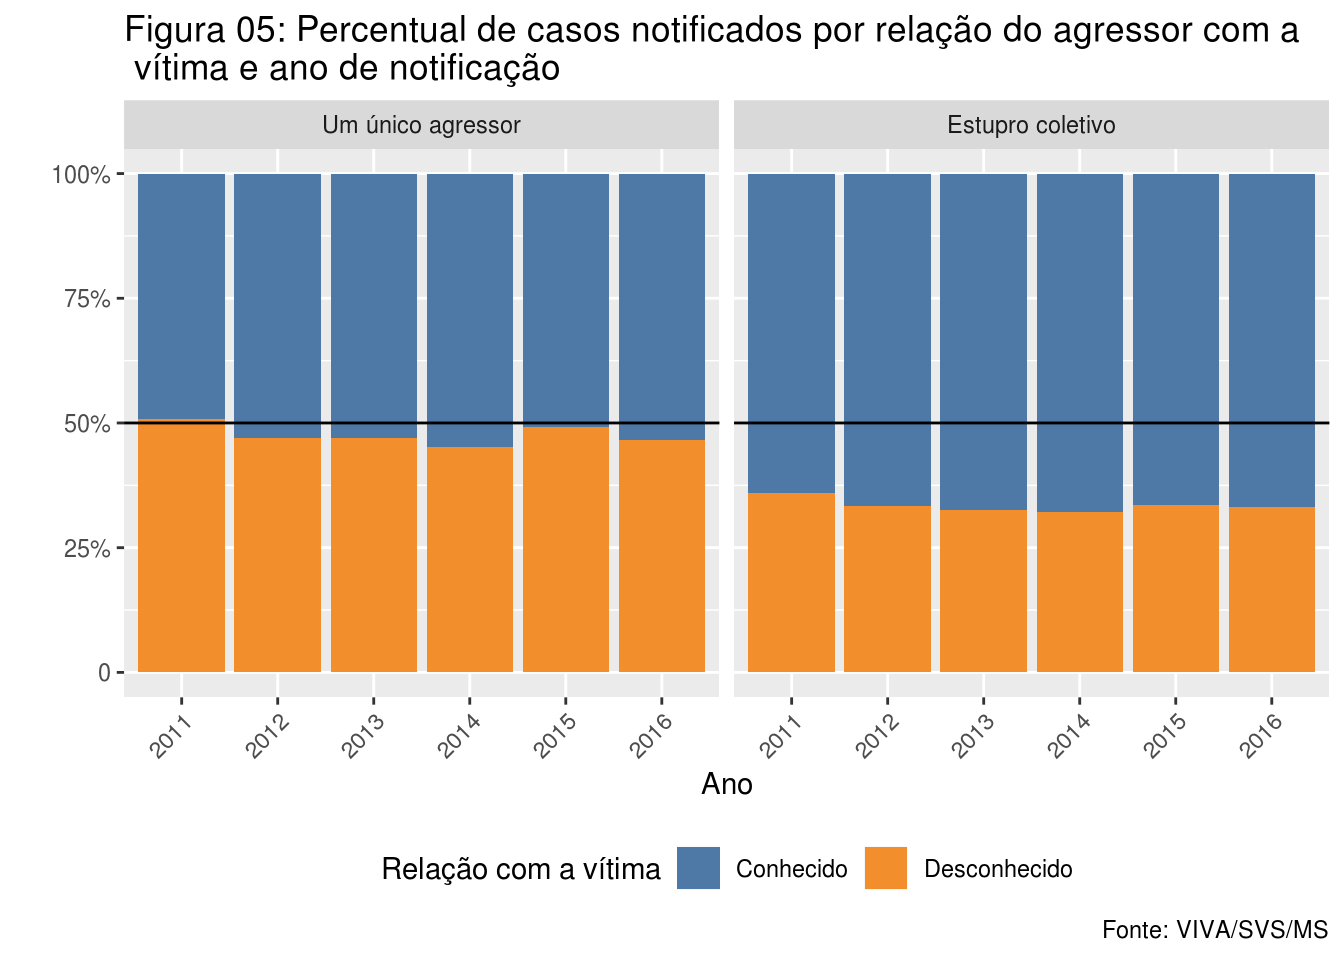 Figura 05: Percentual de casos notificados por relação do agressor com a
vítima e ano de notificação
Um único agressor
Estupro coletivo
100%
75%
50%
25%
0
2011 2012 2013 2014 2015 2016
2011 2012 2013 2014 2015 2016
Ano
Relação com a vítima Conhecido Desconhecido
Fonte: VIVA/SVS/MS